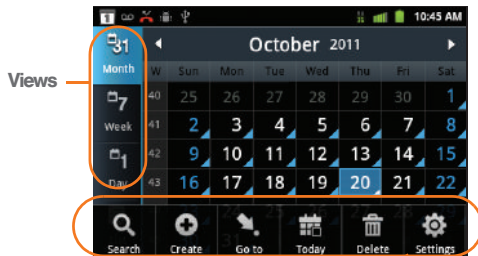 1 10:45 AM
31 October 2011
Month W Sun Mon Tue Wed Thu Fri Sat
Views
40 25 26 27 28 29 30 1
7
Week 41 2 3 4 5 6 7 8
42 9 10 11 12 13 14 15
1
Day 43 16 17 18 19 20 21 22
Search Create Go to Today Delete Settings